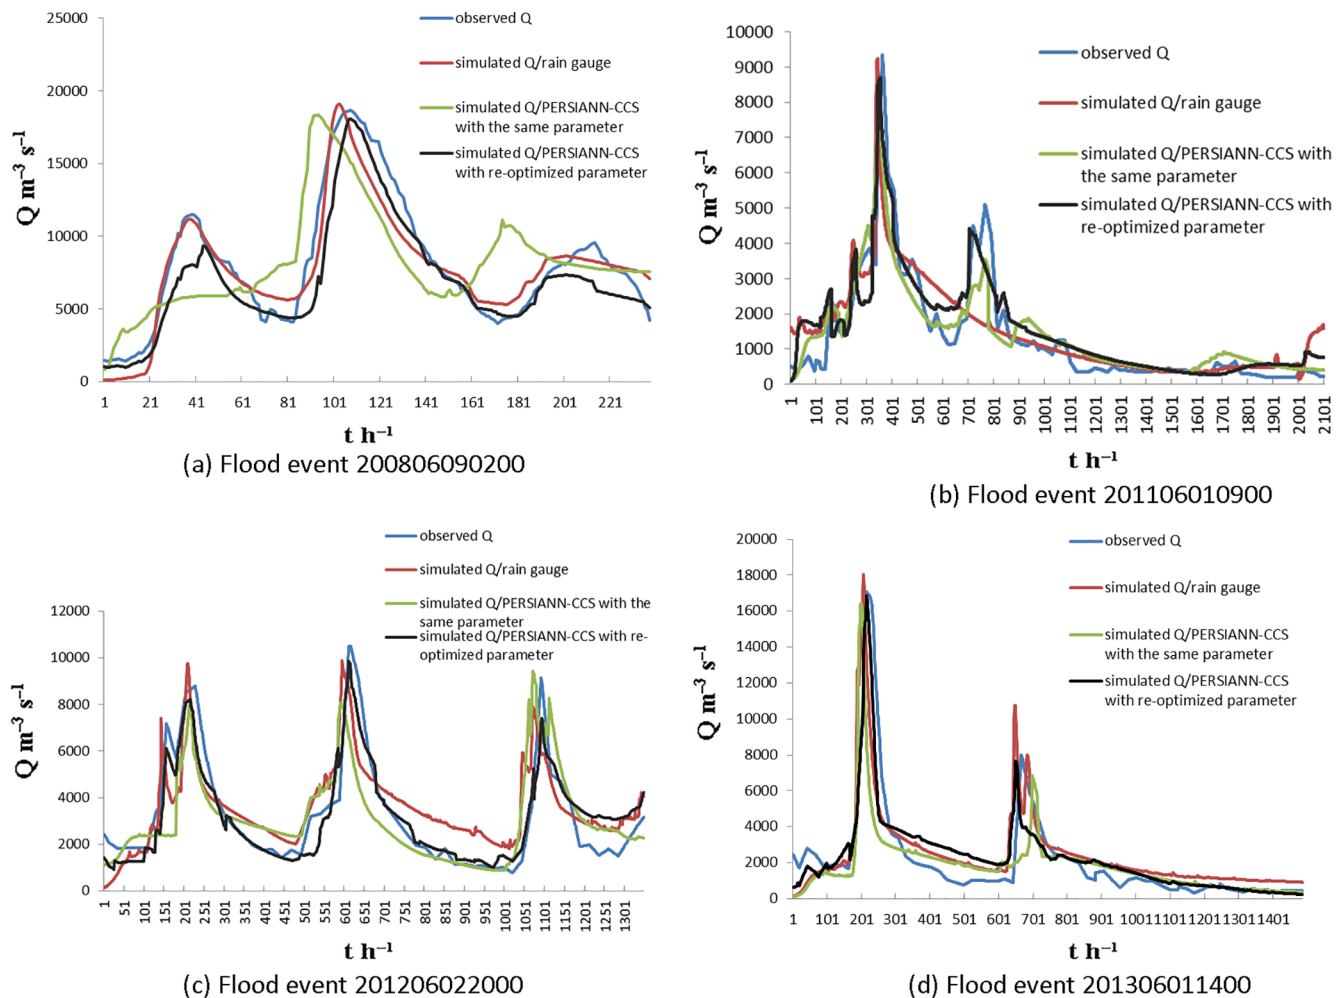 25000
20000
15000
10000
5000
0
Q m⁻³ s⁻¹
1 21 41 61 81 101 121 141 161 181 201 221
t h⁻¹
observed Q
simulated Q/rain gauge
simulated Q/PERSIANN-CCS
with the same parameter
simulated Q/PERSIANN-CCS
with re-optimized parameter
(a) Flood event 200806090200
10000
9000
8000
7000
6000
5000
4000
3000
2000
1000
0
Q m⁻³ s⁻¹
1 101 201 301 401 501 601 701 801 901 1001 1101 1201 1301 1401 1501 1601 1701 1801 1901 2001 2101
t h⁻¹
observed Q
simulated Q/rain gauge
simulated Q/PERSIANN-CCS with
the same parameter
simulated Q/PERSIANN-CCS with
re-optimized parameter
(b) Flood event 201106010900
12000
10000
8000
6000
4000
2000
0
Q m⁻³ s⁻¹
1 51 101 151 201 251 301 351 401 451 501 551 601 651 701 751 801 851 901 951 1001 1051 1101 1151 1201 1251 1301
t h⁻¹
observed Q
simulated Q/rain gauge
simulated Q/PERSIANN-CCS with the
same parameter
simulated Q/PERSIANN-CCS with re-
optimized parameter
(c) Flood event 201206022000
20000
18000
16000
14000
12000
10000
8000
6000
4000
2000
0
Q m⁻³ s⁻¹
1 101 201 301 401 501 601 701 801 901 1001 1101 1201 1301 1401
t h⁻¹
observed Q
simulated Q/rain gauge
simulated Q/PERSIANN-CCS
with the same parameter
simulated Q/PERSIANN-CCS
with re-optimized parameter
(d) Flood event 201306011400